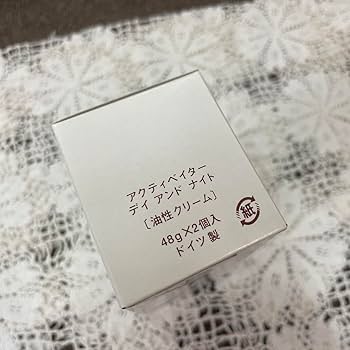 アクティベイター
デイ アンド ナイト
[油性クリーム]
48g×2個入
ドイツ製
紙